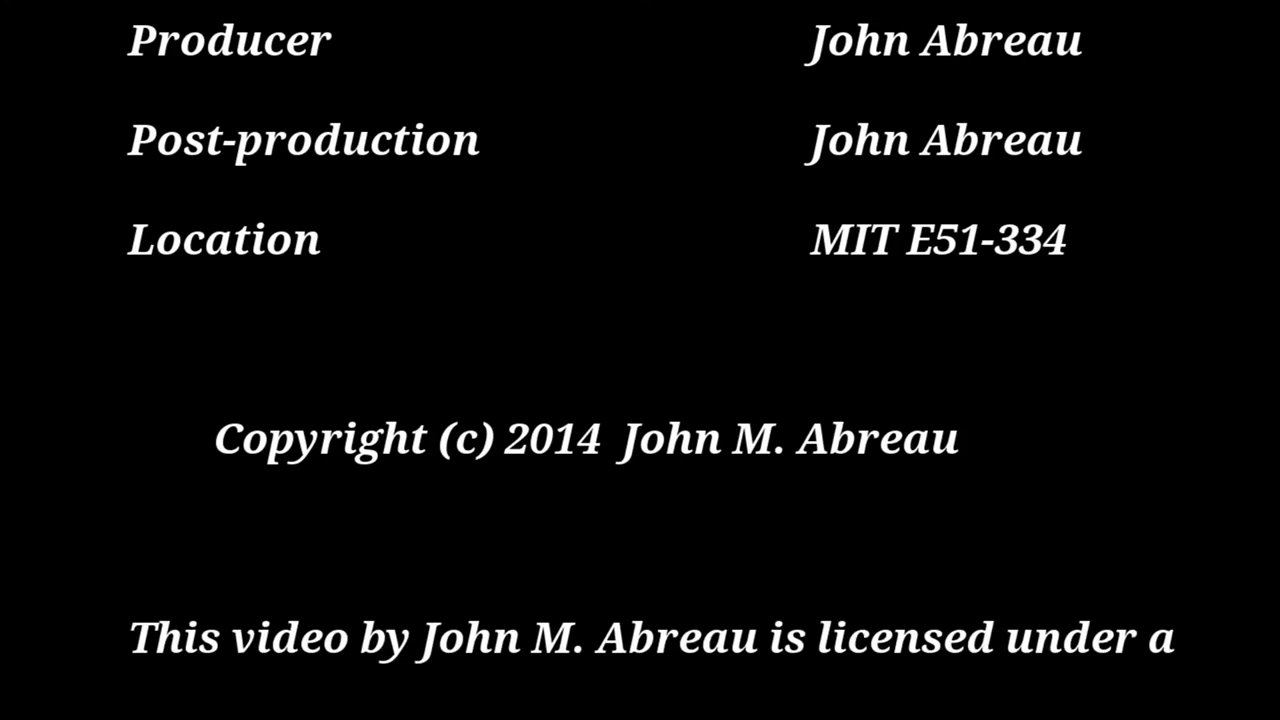 Producer John Abreau
Post-production John Abreau
Location MIT E51-334
Copyright (c) 2014 John M. Abreau
This video by John M. Abreau is licensed under a